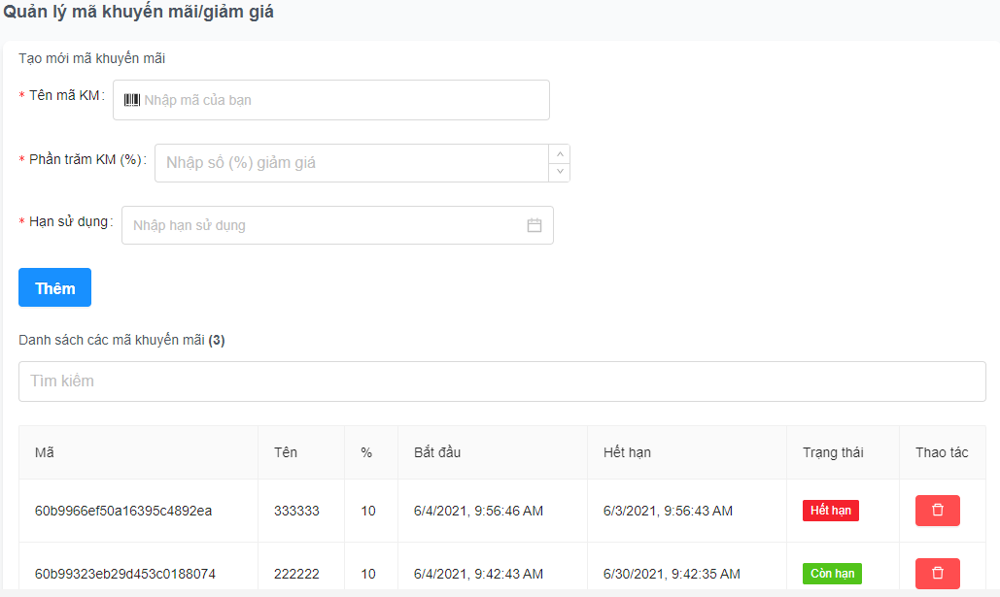 Quản lý mã khuyến mãi/giảm giá
Tạo mới mã khuyến mãi
* Tên mã KM:
Nhập mã của bạn
* Phần trăm KM (%):
Nhập số (%) giảm giá
* Hạn sử dụng:
Nhập hạn sử dụng
Thêm
Danh sách các mã khuyến mãi (3)
Tìm kiếm
Mã Tên % Bắt đầu Hết hạn Trạng thái Thao tác
60b9966ef50a16395c4892ea 333333 10 6/4/2021, 9:56:46 AM 6/3/2021, 9:56:43 AM Hết hạn
60b99323eb29d453c0188074 222222 10 6/4/2021, 9:42:43 AM 6/30/2021, 9:42:35 AM Còn hạn